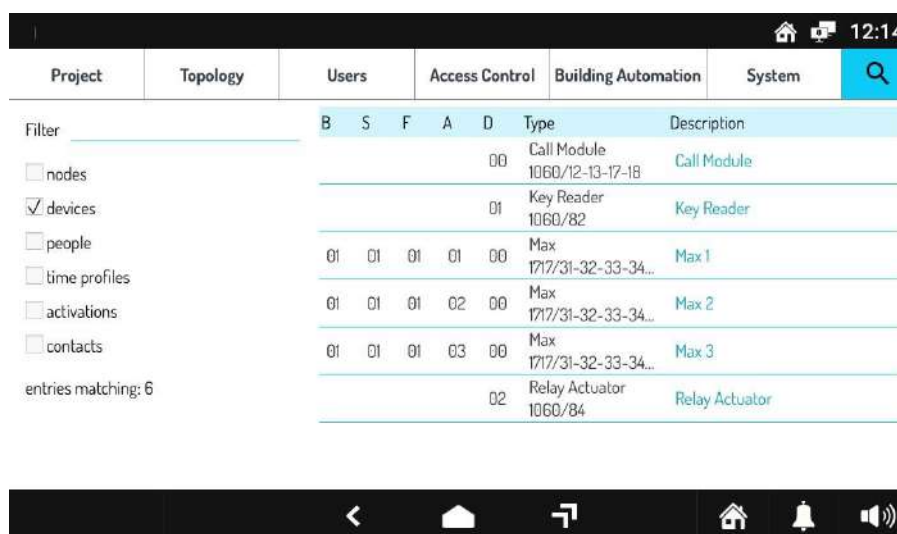 12:14
Project Topology Users Access Control Building Automation System
Filter
nodes
devices
people
time profiles
activations
contacts
entries matching: 6
B S F A D Type Description
00 Call Module 1060/12-13-17-18 Call Module
01 Key Reader 1060/82 Key Reader
01 01 01 01 00 Max 1717/31-32-33-34... Max 1
01 01 01 02 00 Max 1717/31-32-33-34... Max 2
01 01 01 03 00 Max 1717/31-32-33-34... Max 3
02 Relay Actuator 1060/84 Relay Actuator